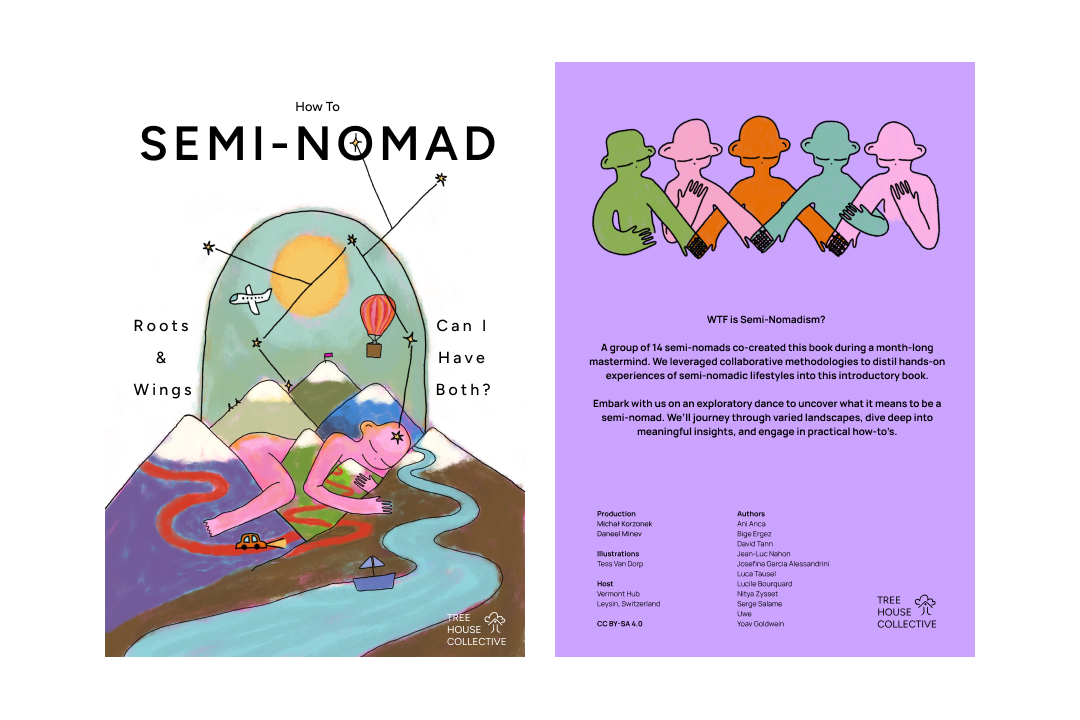 How To
SEMI-NOMAD
Roots
&
Wings
Can I
Have
Both?
TREE
HOUSE
COLLECTIVE
WTF is Semi-Nomadism?
A group of 14 semi-nomads co-created this book during a month-long
mastermind. We leveraged collaborative methodologies to distil hands-on
experiences of semi-nomadic lifestyles into this introductory book.
Embark with us on an exploratory dance to uncover what it means to be a
semi-nomad. We'll journey through varied landscapes, dive deep into
meaningful insights, and engage in practical how-to's.
Production
Michał Korzonek
Daneel Minev
Illustrations
Tess Van Dorp
Host
Vermont Hub
Leysin, Switzerland
CC BY-SA 4.0
Authors
Ani Anca
Bige Ergez
David Tann
Jean-Luc Nahon
Josefina Garcia Alessandrini
Luca Tausel
Lucile Bourquard
Nitya Zysset
Serge Salame
Uwe
Yoav Goldwein
TREE
HOUSE
COLLECTIVE